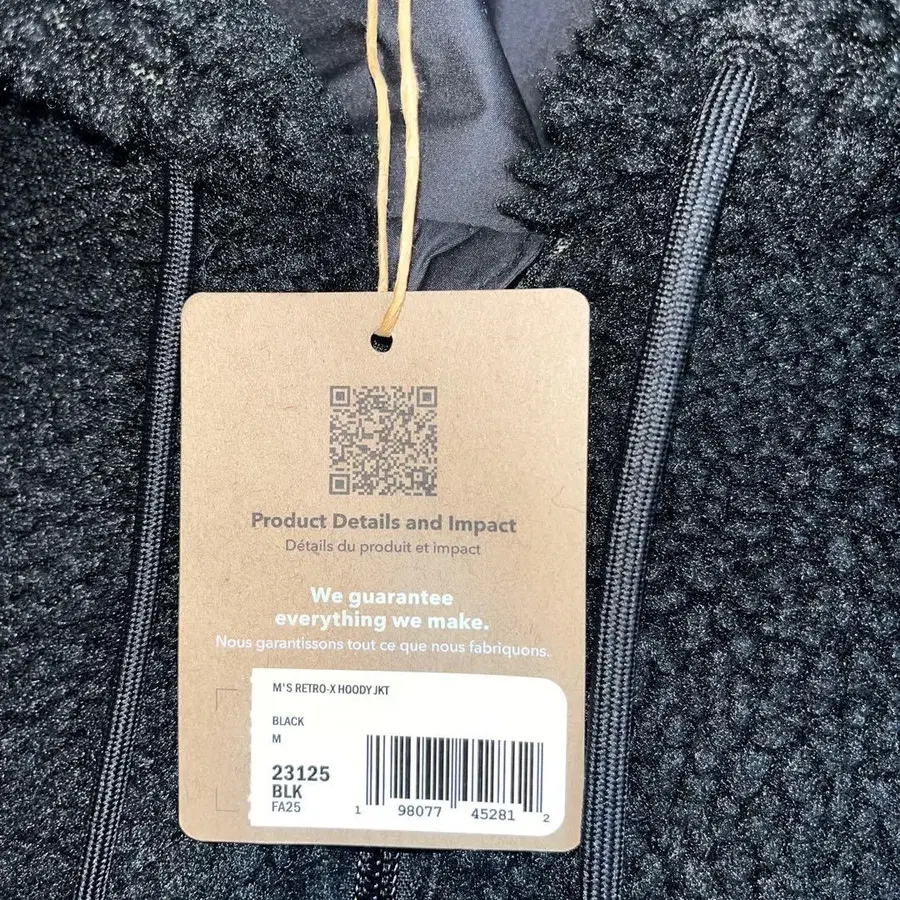 Product Details and Impact
Détails du produit et impact
We guarantee
everything we make.
Nous garantissons tout ce que nous fabriquons.
M'S RETRO-X HOODY JKT
BLACK
M
23125
BLK
FA25
1 98077 45281 2